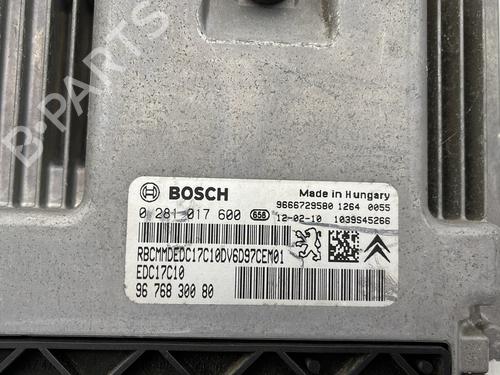 B-PARTS
BOSCH
Made in Hungary
9666729580 1264 0055
0 281 017 600 658 12-02-10 1039S45266
RBCMMDEDC17C10DV6D97CEM01
EDC17C10
96 768 300 80